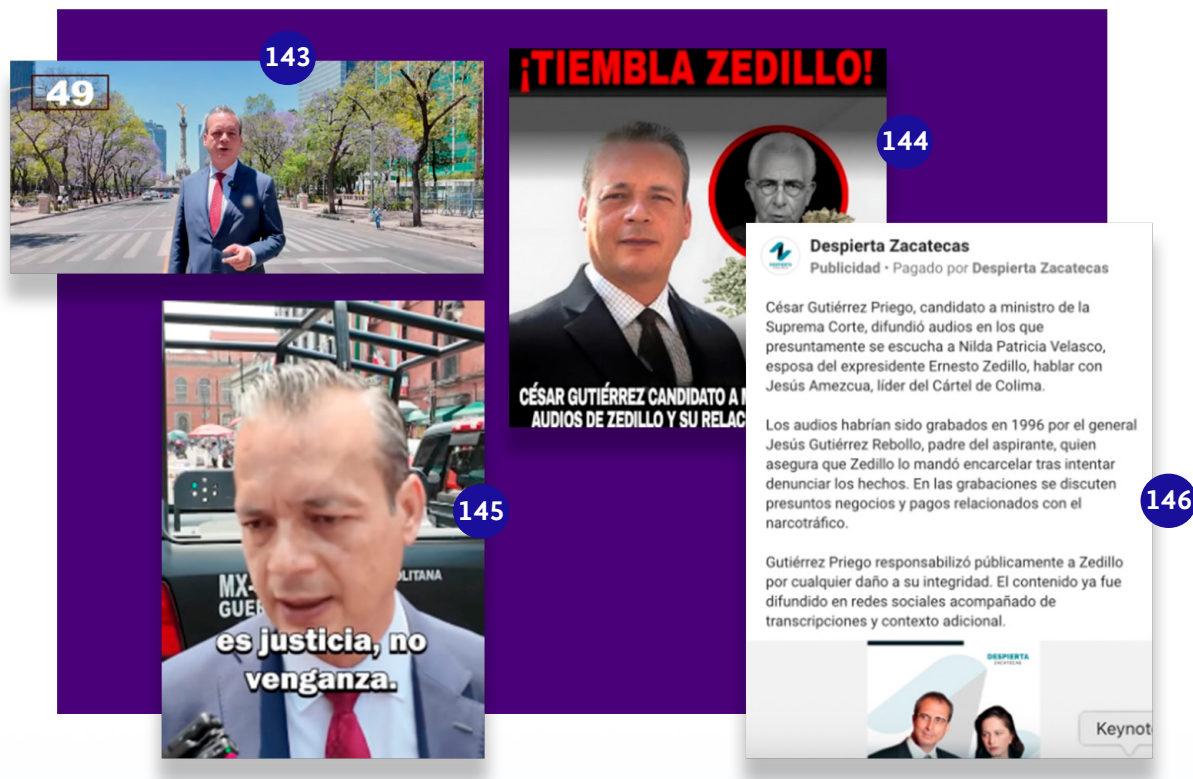 143
49
¡TIEMBLA ZEDILLO!
144
CÉSAR GUTIÉRREZ CANDIDATO A
AUDIOS DE ZEDILLO Y SU
Despierta Zacatecas
Publicidad · Pagado por Despierta Zacatecas
César Gutiérrez Priego, candidato a ministro de la
Suprema Corte, difundió audios en los que
presuntamente se escucha a Nilda Patricia Velasco,
esposa del expresidente Ernesto Zedillo, hablar con
Jesús Amezcua, líder del Cártel de Colima.
Los audios habrían sido grabados en 1996 por el general
Jesús Gutiérrez Rebollo, padre del aspirante, quien
asegura que Zedillo lo mandó encarcelar tras intentar
denunciar los hechos. En las grabaciones se discuten
presuntos negocios y pagos relacionados con el
narcotráfico.
Gutiérrez Priego responsabilizó públicamente a Zedillo
por cualquier daño a su integridad. El contenido ya fue
difundido en redes sociales acompañado de
transcripciones y contexto adicional.
DESPIERTA
ZACATECAS
146
145
MX-
es justicia, no
venganza.